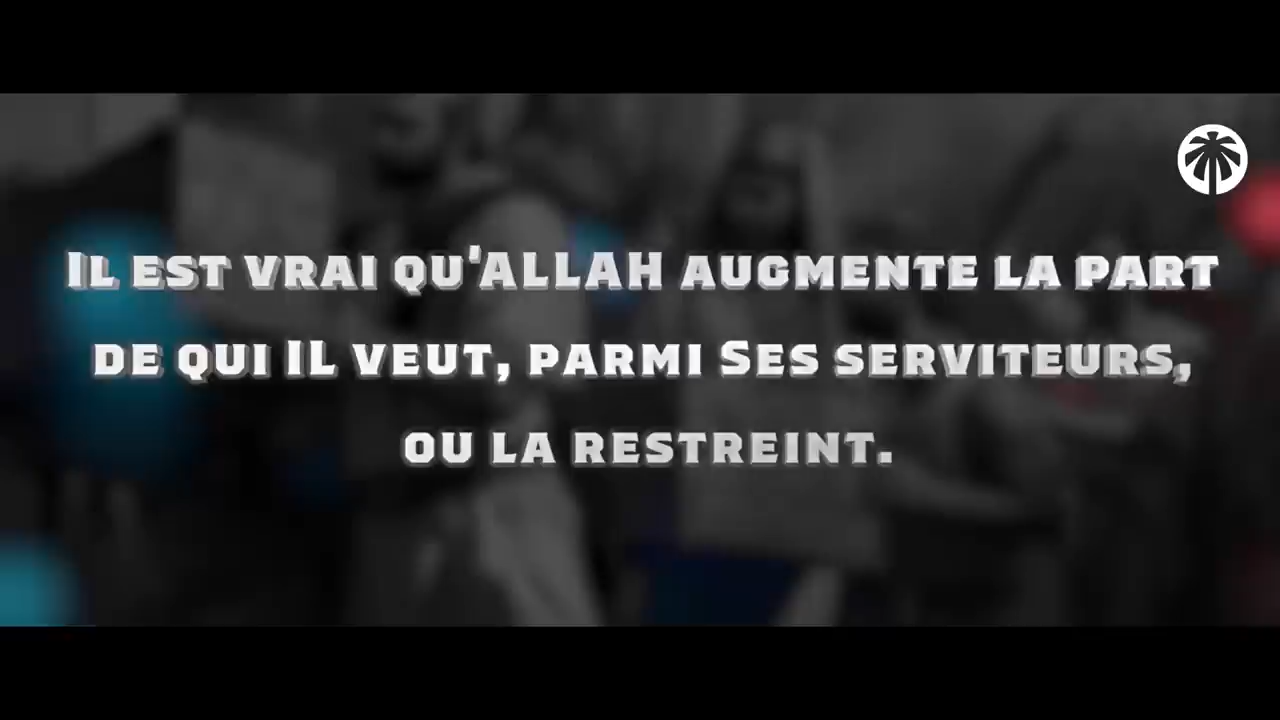 Il est vrai qu'ALLAH augmente la part
de qui IL veut, parmi Ses serviteurs,
ou la restreint.